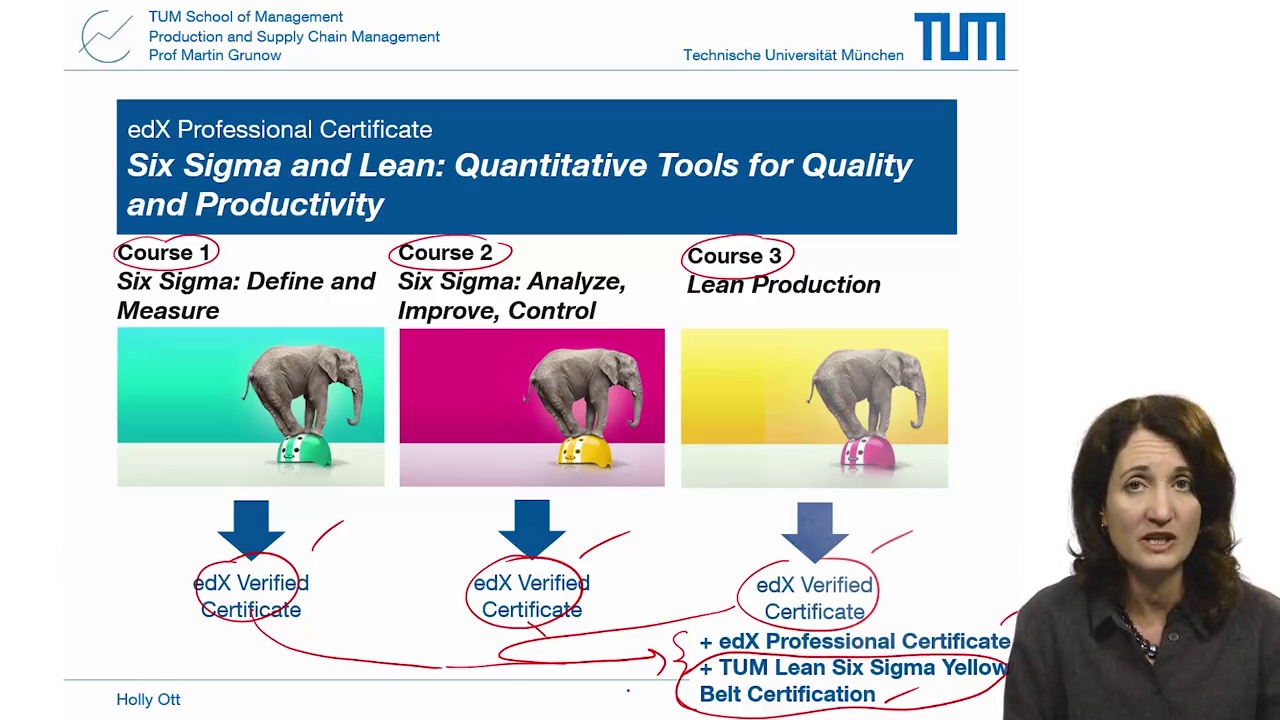 TUM School of Management
Production and Supply Chain Management
Prof Martin Grunow
Technische Universität München
TUM
edX Professional Certificate
Six Sigma and Lean: Quantitative Tools for Quality
and Productivity
Course 1
Six Sigma: Define and
Measure
Course 2
Six Sigma: Analyze,
Improve, Control
Course 3
Lean Production
edX Verified
Certificate
edX Verified
Certificate
edX Verified
Certificate
+ edX Professional Certificate
+ TUM Lean Six Sigma Yellow
Belt Certification
Holly Ott